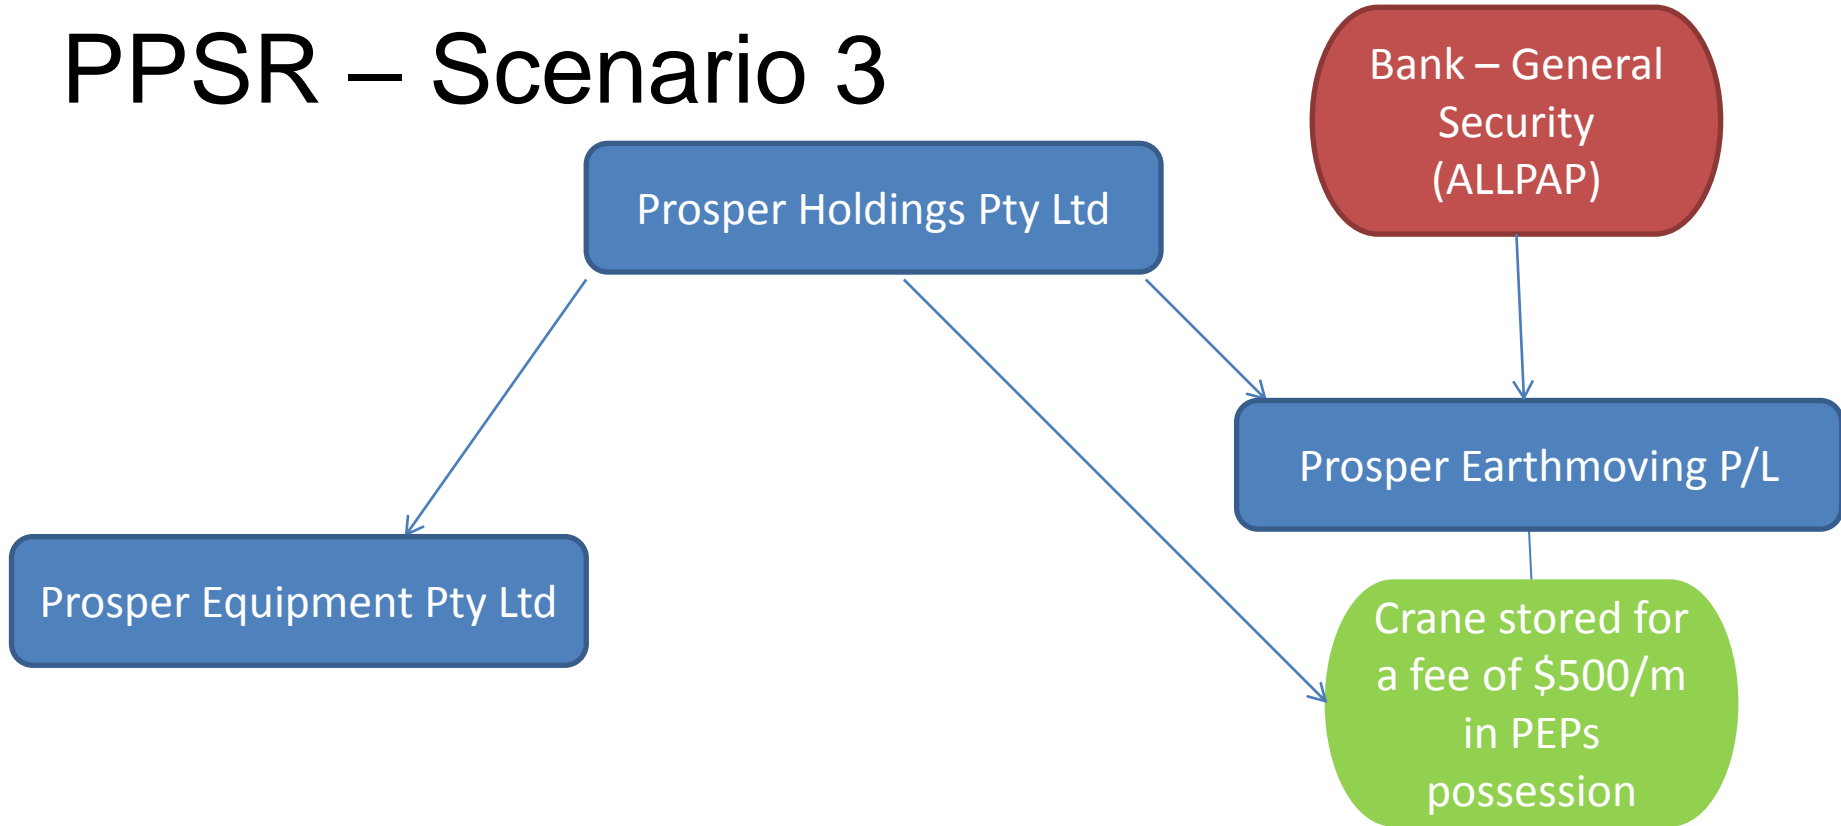 PPSR – Scenario 3
Bank – General
Security
(ALLPAP)
Prosper Holdings Pty Ltd
Prosper Earthmoving P/L
Prosper Equipment Pty Ltd
Crane stored for
a fee of $500/m
in PEPs
possession